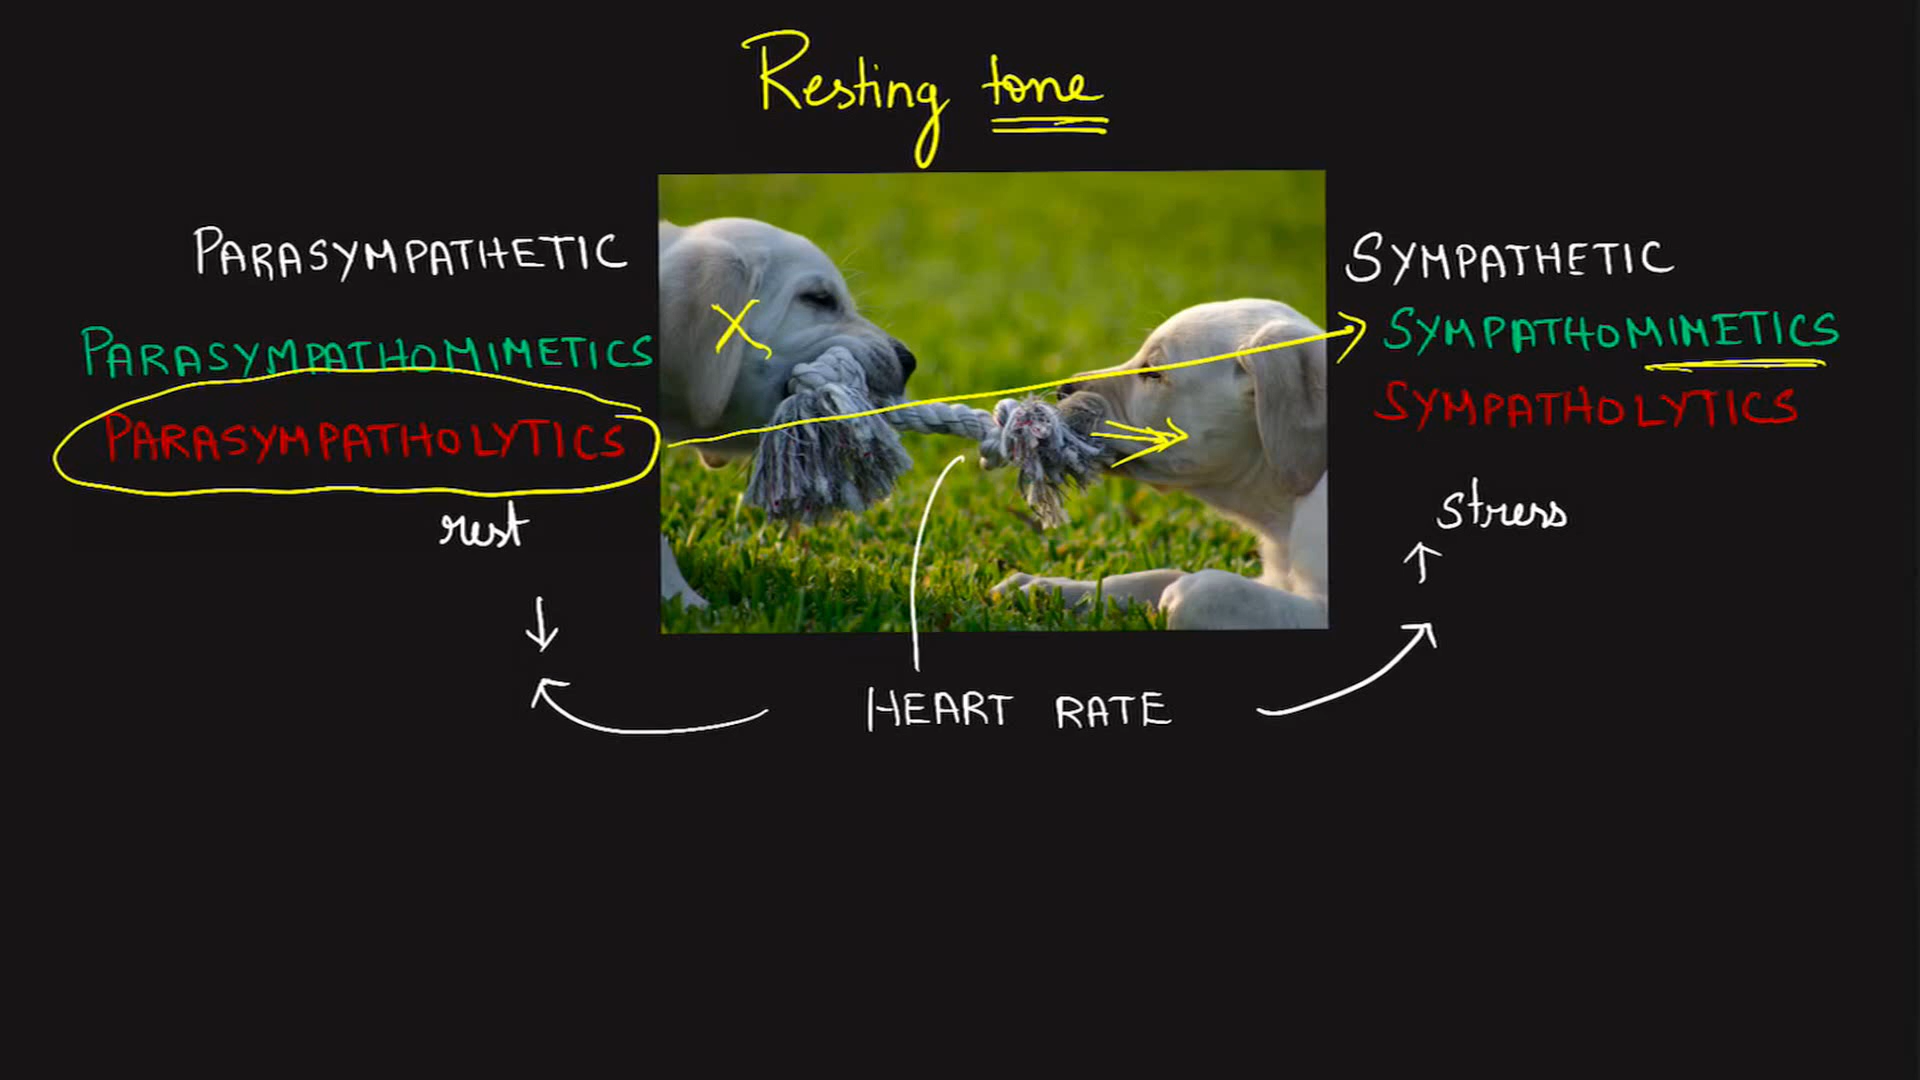 Resting tone
PARASYMPATHETIC
SYMPATHETIC
PARASYMPATHOMIMETICS
SYMPATHOMIMETICS
PARASYMPATHOLYTICS
SYMPATHOLYTICS
rest
stress
HEART RATE